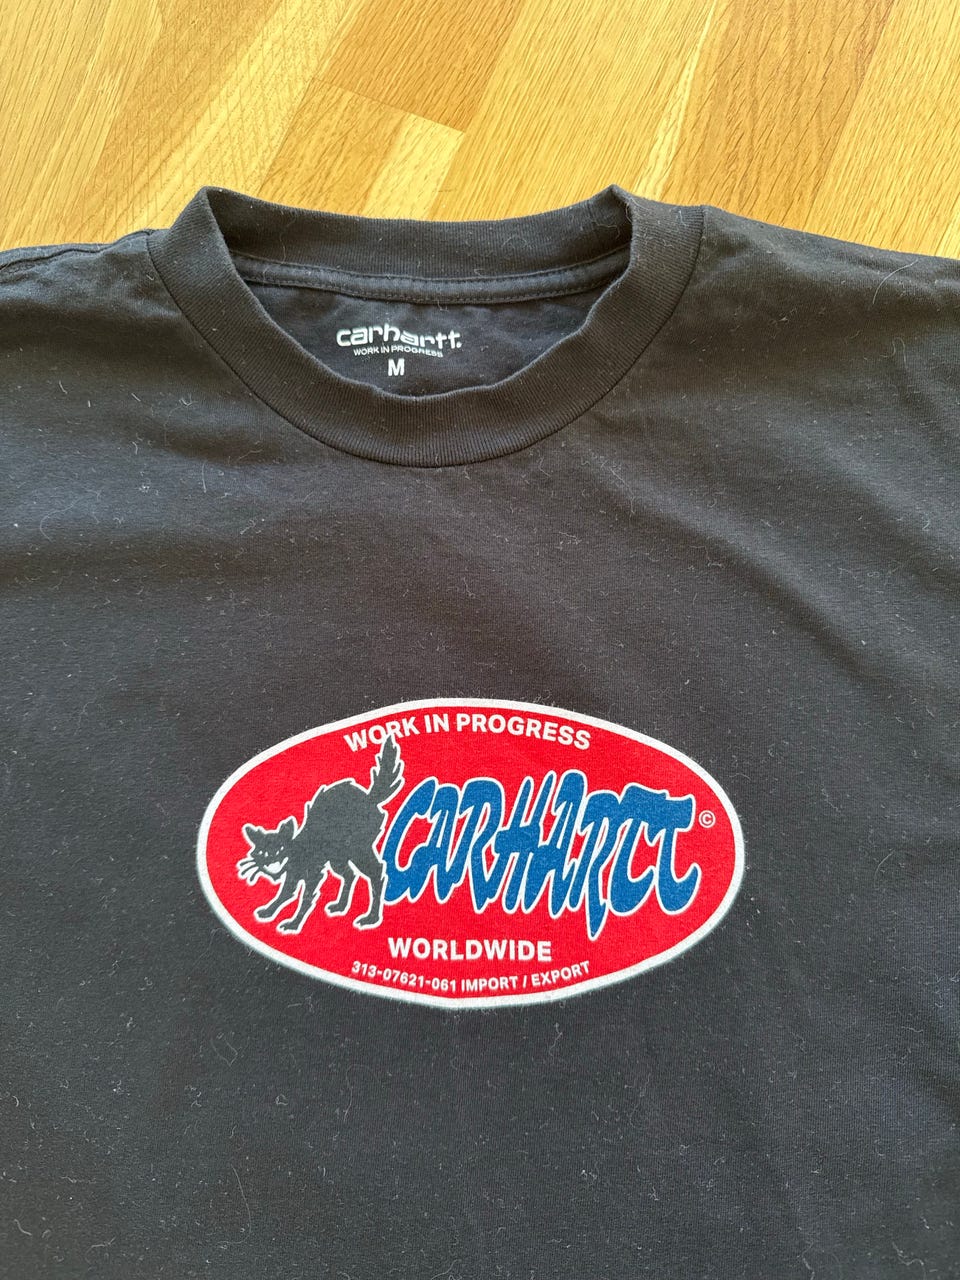 carhartt.
WORK IN PROGRESS
M
WORK IN PROGRESS
CARHARTT©
WORLDWIDE
313-07621-061 IMPORT / EXPORT